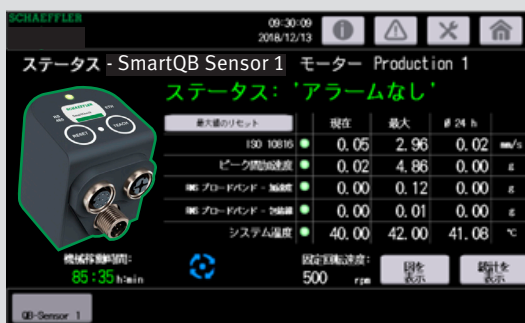 SCHAEFFLER
09:30:09
2018/12/13
ステータス - SmartQB Sensor 1 モーター Production 1
ステータス: 'アラームなし'
最大値のリセット 現在 最大 ø 24 h
ISO 10816 0.05 2.96 0.02 mm/s
ピーク間加速度 0.02 4.86 0.00 g
RMS ブロードバンド - 加速度 0.00 0.12 0.00 g
RMS ブロードバンド - 包絡線 0.00 0.01 0.00 g
システム温度 40.00 42.00 41.08 ℃
SCHAEFFLER
RESET
TEACH
機械稼働時間: 固定回転速度:
85:35 h:min 500 rpm
図を
表示
統計を
表示
QB-Sensor 1